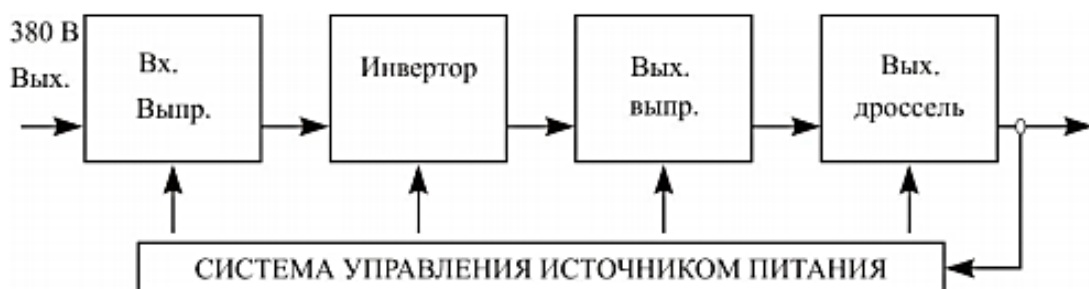 380 В
Вых.
Вх.
Выпр.
Инвертор
Вых.
выпр.
Вых.
дроссель
СИСТЕМА УПРАВЛЕНИЯ ИСТОЧНИКОМ ПИТАНИЯ